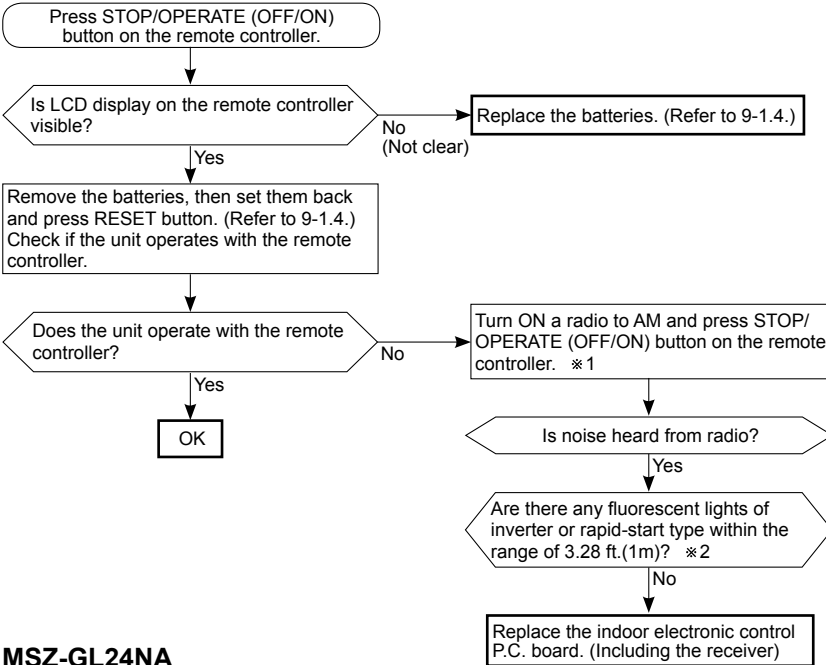 Press STOP/OPERATE (OFF/ON)
button on the remote controller.
Is LCD display on the remote controller
visible?
No
(Not clear)
Replace the batteries. (Refer to 9-1.4.)
Yes
Remove the batteries, then set them back
and press RESET button. (Refer to 9-1.4.)
Check if the unit operates with the remote
controller.
Does the unit operate with the remote
controller?
No
Turn ON a radio to AM and press STOP/
OPERATE (OFF/ON) button on the remote
controller. ※1
Yes
OK
Is noise heard from radio?
Yes
Are there any fluorescent lights of
inverter or rapid-start type within the
range of 3.28 ft.(1m)? ※2
No
Replace the indoor electronic control
P.C. board. (Including the receiver)
MSZ-GL24NA